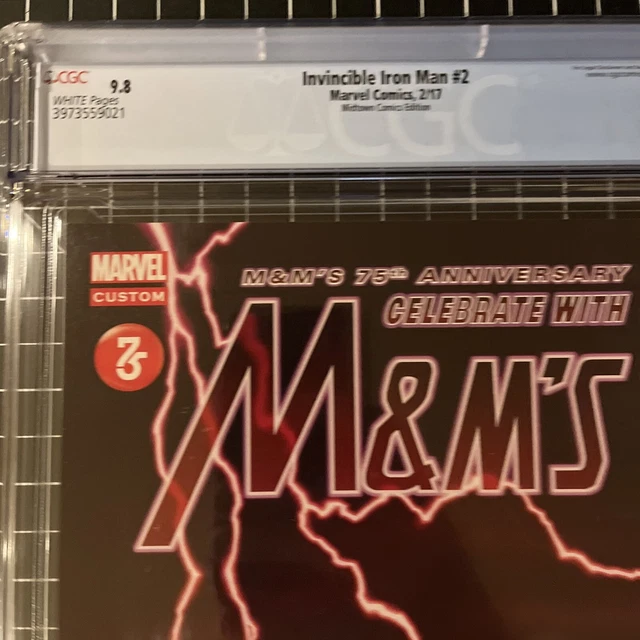 CGC 9.8 Invincible Iron Man #2
WHITE Pages Marvel Comics, 2/17
3973559021 Midtown Comics Edition
CGC
MARVEL
CUSTOM
75
M&M'S 75th ANNIVERSARY
CELEBRATE WITH
M&M'S